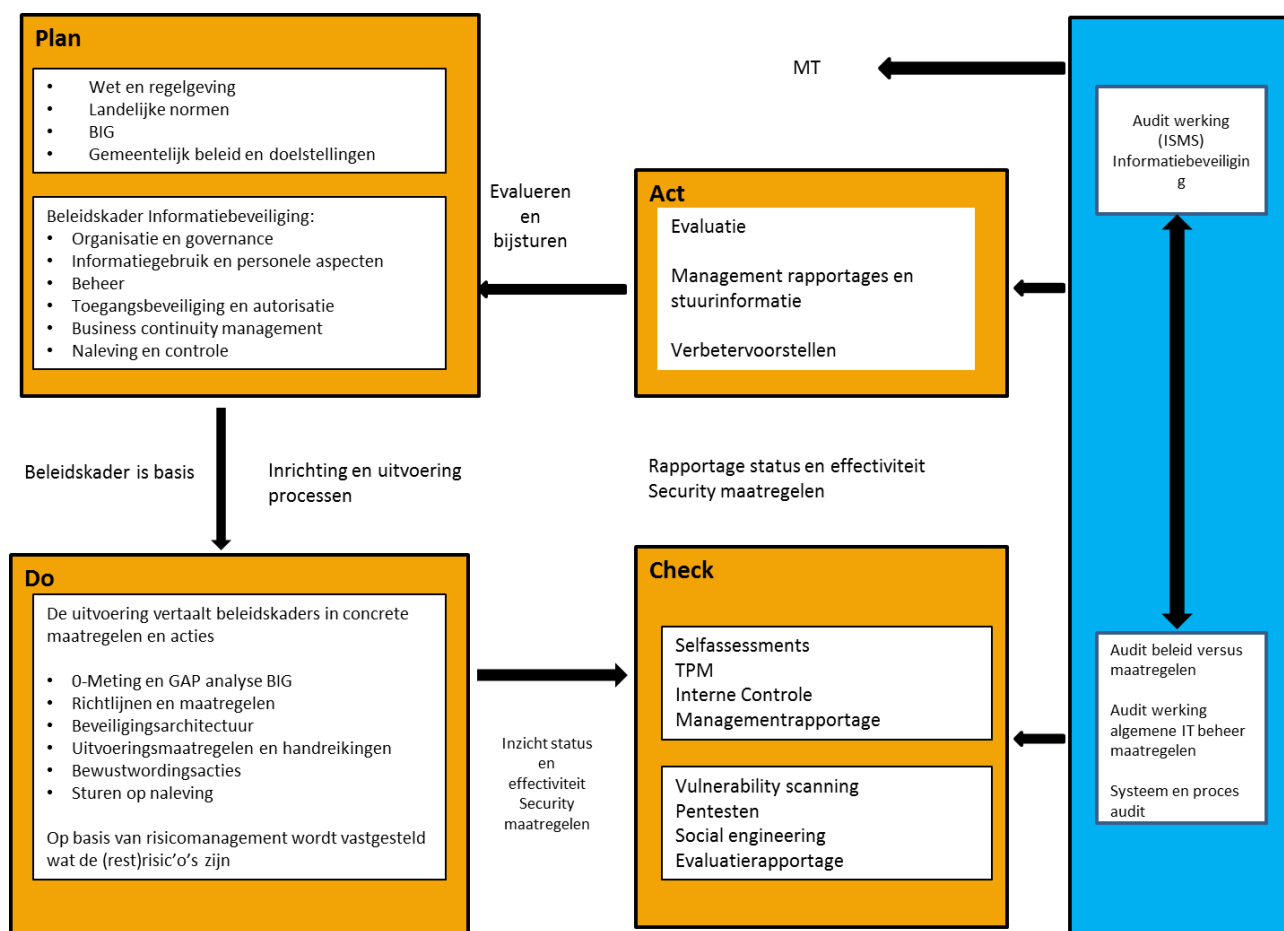 Plan
• Wet en regelgeving
• Landelijke normen
• BIG
• Gemeentelijk beleid en doelstellingen
Beleidskader Informatiebeveiliging:
• Organisatie en governance
• Informatiegebruik en personele aspecten
• Beheer
• Toegangsbeveiliging en autorisatie
• Business continuity management
• Naleving en controle
Evalueren
en
bijsturen
MT
Act
Evaluatie
Management rapportages en
stuurinformatie
Verbetervoorstellen
Audit werking
(ISMS)
Informatiebeveiligin
g
Beleidskader is basis
Inrichting en uitvoering
processen
Rapportage status en effectiviteit
Security maatregelen
Do
De uitvoering vertaalt beleidskaders in concrete
maatregelen en acties
• 0-Meting en GAP analyse BIG
• Richtlijnen en maatregelen
• Beveiligingsarchitectuur
• Uitvoeringsmaatregelen en handreikingen
• Bewustwordingsacties
• Sturen op naleving
Op basis van risicomanagement wordt vastgesteld
wat de (rest)risic’o’s zijn
Inzicht status
en
effectiviteit
Security
maatregelen
Check
Selfassessments
TPM
Interne Controle
Managementrapportage
Vulnerability scanning
Pentesten
Social engineering
Evaluatierapportage
Audit beleid versus
maatregelen
Audit werking
algemene IT beheer
maatregelen
Systeem en proces
audit